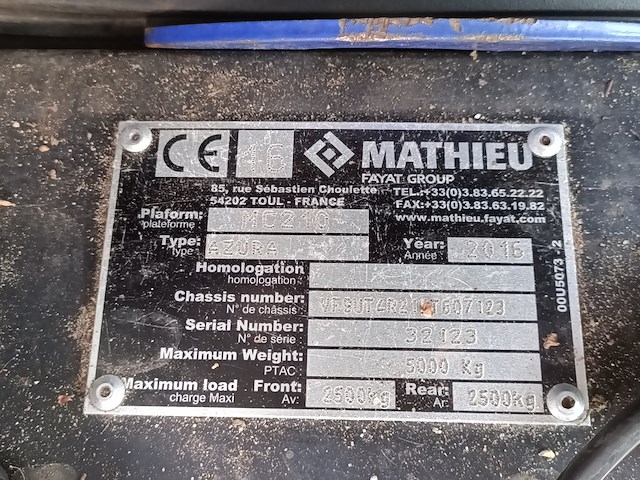 CE 46 MATHIEU
FAYAT GROUP
85, rue Sébastien Choulette
54202 TOUL - FRANCE
TEL.:+33(0)3.83.65.22.22
FAX:+33(0)3.83.63.19.82
www.mathieu.fayat.com
Plaform: MC210
plateforme :
Type: AZURA
Type :
Year: 2016
Année :
Homologation
homologation :
Chassis number:
N° de châssis :
Serial Number: 32123
N° de série :
Maximum Weight: 5000 Kg
PTAC :
Maximum load Front: 2500Kg Rear: 2500Kg
charge Maxi Av: Ar:
00U5073 - 2